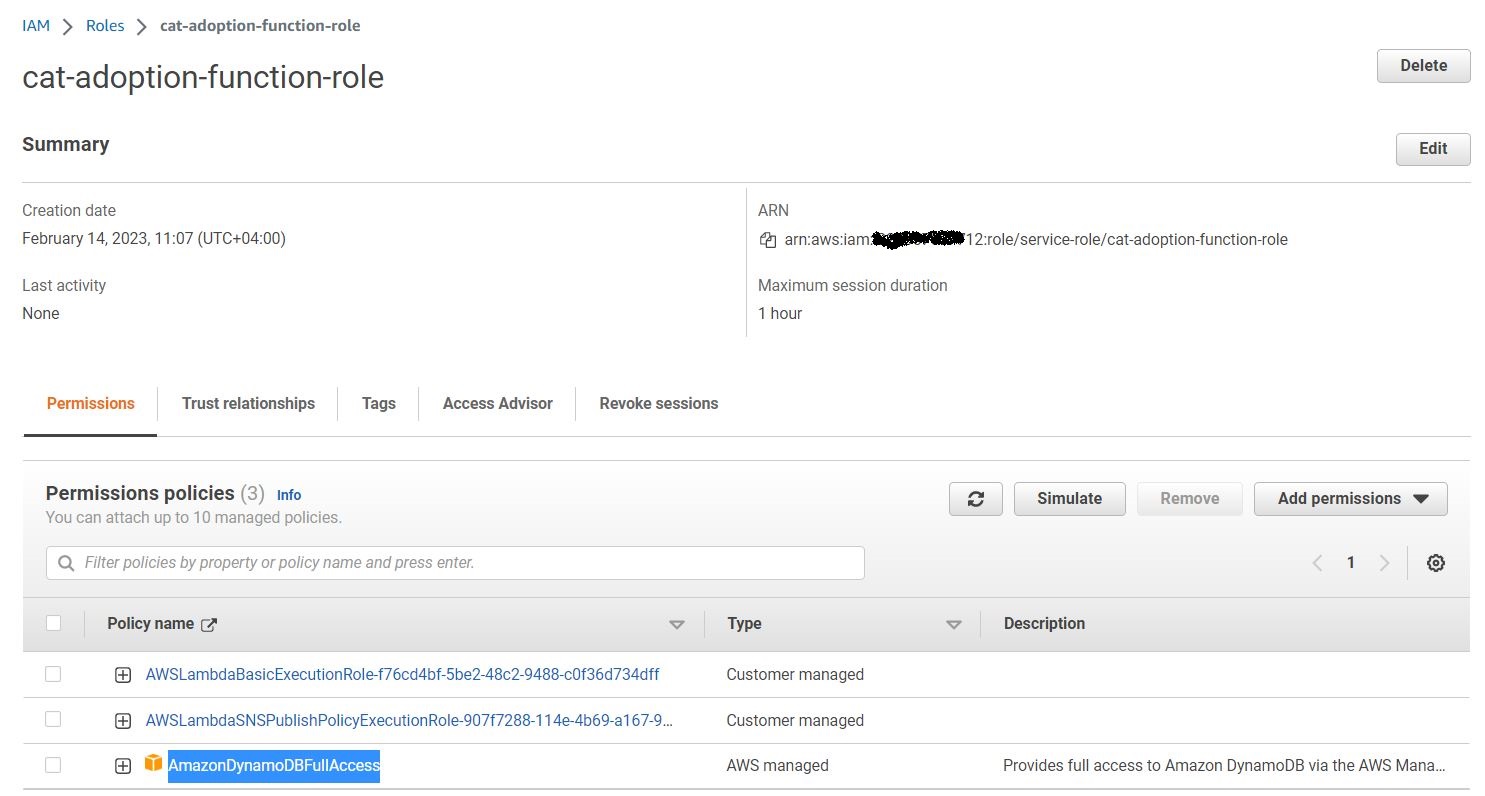 IAM > Roles > cat-adoption-function-role
cat-adoption-function-role
Delete
Summary
Edit
Creation date
February 14, 2023, 11:07 (UTC+04:00)
ARN
arn:aws:iam: 12:role/service-role/cat-adoption-function-role
Last activity
None
Maximum session duration
1 hour
Permissions Trust relationships Tags Access Advisor Revoke sessions
Permissions policies (3) Info
You can attach up to 10 managed policies.
Simulate Remove Add permissions
Filter policies by property or policy name and press enter.
1
Policy name Type Description
AWSLambdaBasicExecutionRole-f76cd4bf-5be2-48c2-9488-c0f36d734dff Customer managed
AWSLambdaSNSPublishPolicyExecutionRole-907f7288-114e-4b69-a167-9... Customer managed
AmazonDynamoDBFullAccess AWS managed Provides full access to Amazon DynamoDB via the AWS Mana...